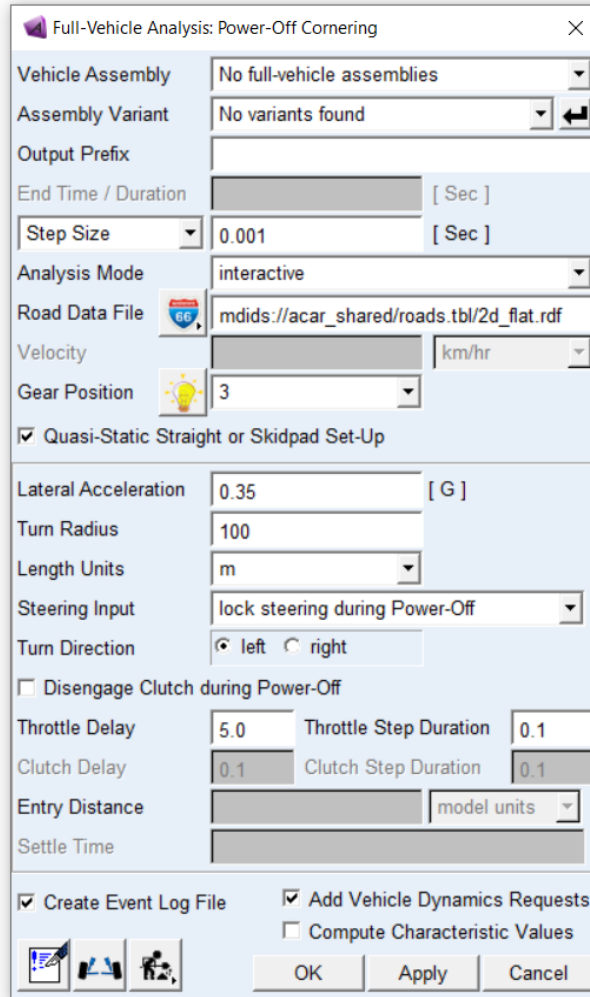 Full-Vehicle Analysis: Power-Off Cornering
Vehicle Assembly No full-vehicle assemblies
Assembly Variant No variants found
Output Prefix
End Time / Duration [ Sec ]
Step Size 0.001 [ Sec ]
Analysis Mode interactive
Road Data File 66 mdids://acar_shared/roads.tbl/2d_flat.rdf
Velocity km/hr
Gear Position 3
Quasi-Static Straight or Skidpad Set-Up
Lateral Acceleration 0.35 [ G ]
Turn Radius 100
Length Units m
Steering Input lock steering during Power-Off
Turn Direction left right
Disengage Clutch during Power-Off
Throttle Delay 5.0 Throttle Step Duration 0.1
Clutch Delay 0.1 Clutch Step Duration 0.1
Entry Distance model units
Settle Time
Create Event Log File Add Vehicle Dynamics Requests
Compute Characteristic Values
OK Apply Cancel